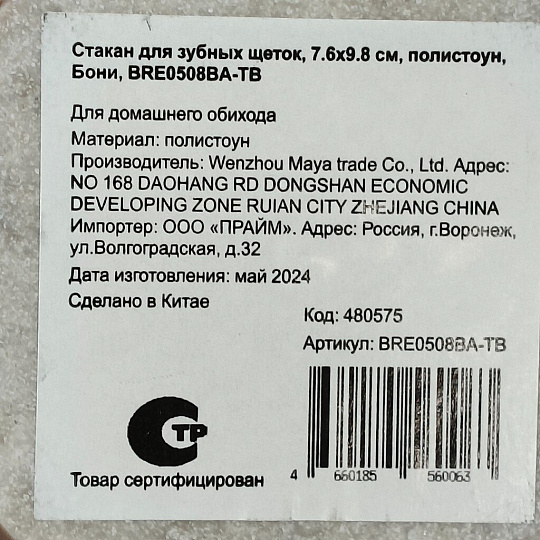 Стакан для зубных щеток, 7.6х9.8 см, полистоун,
Бони, BRE0508BA-TB
Для домашнего обихода
Материал: полистоун
Производитель: Wenzhou Maya trade Co., Ltd. Адрес:
NO 168 DAOHANG RD DONGSHAN ECONOMIC
DEVELOPING ZONE RUIAN CITY ZHEJIANG CHINA
Импортер: ООО «ПРАЙМ». Адрес: Россия, г.Воронеж,
ул.Волгоградская, д.32
Дата изготовления: май 2024
Сделано в Китае
Код: 480575
Артикул: BRE0508BA-TB
СТР
Товар сертифицирован
4 660185 560063